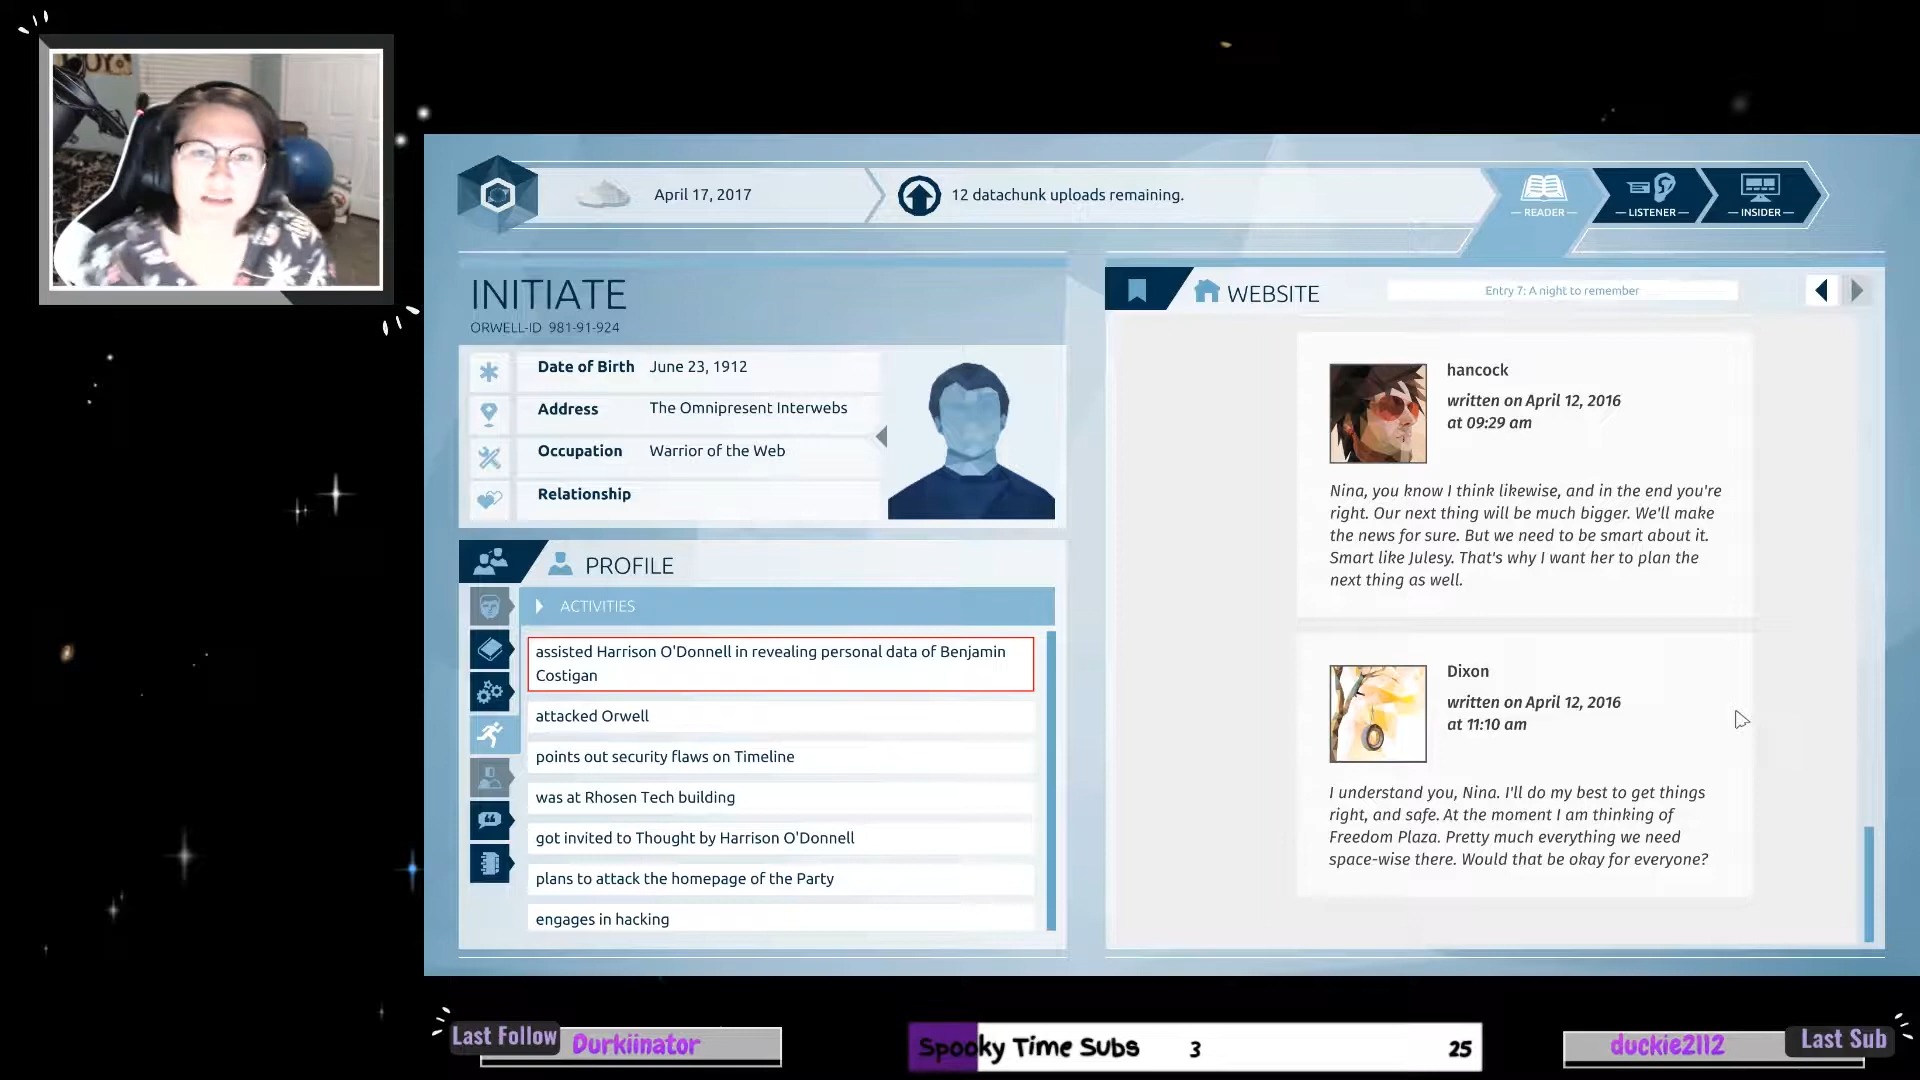 April 17, 2017
12 datachunk uploads remaining.
READER
LISTENER
INSIDER
INITIATE
ORWELL-ID 981-91-924
Date of Birth June 23, 1912
Address The Omnipresent Interwebs
Occupation Warrior of the Web
Relationship
PROFILE
ACTIVITIES
assisted Harrison O'Donnell in revealing personal data of Benjamin
Costigan
attacked Orwell
points out security flaws on Timeline
was at Rhosen Tech building
got invited to Thought by Harrison O'Donnell
plans to attack the homepage of the Party
engages in hacking
WEBSITE
Entry 7: A night to remember
hancock
written on April 12, 2016
at 09:29 am
Nina, you know I think likewise, and in the end you're
right. Our next thing will be much bigger. We'll make
the news for sure. But we need to be smart about it.
Smart like Julesy. That's why I want her to plan the
next thing as well.
Dixon
written on April 12, 2016
at 11:10 am
I understand you, Nina. I'll do my best to get things
right, and safe. At the moment I am thinking of
Freedom Plaza. Pretty much everything we need
space-wise there. Would that be okay for everyone?
Last Follow
Durkiinator
Spooky Time Subs 3 25
duckie2112
Last Sub